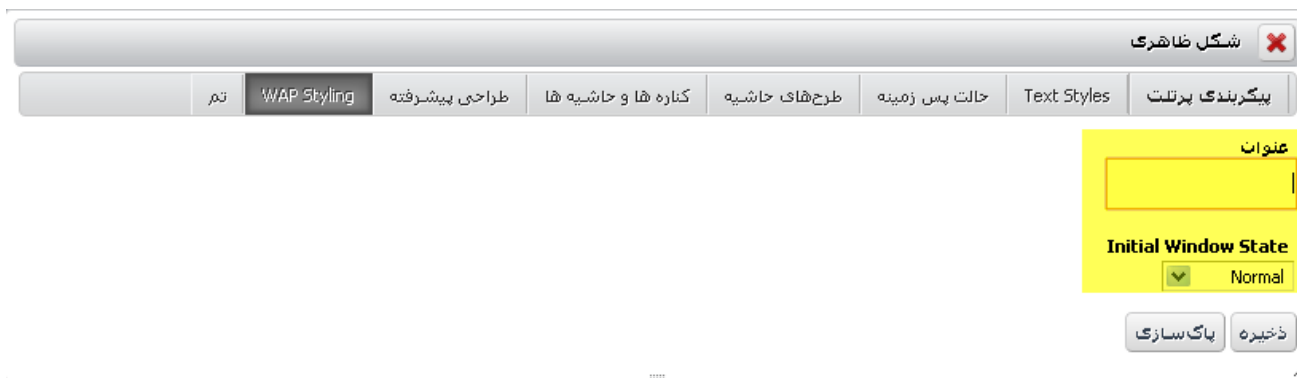 شکل ظاهری
پیکربندی پرتلت Text Styles حالت پس زمینه طرح‌های حاشیه کناره ها و حاشیه ها طراحی پیشرفته WAP Styling تم
عنوان
Initial Window State
Normal
ذخیره پاک‌سازی